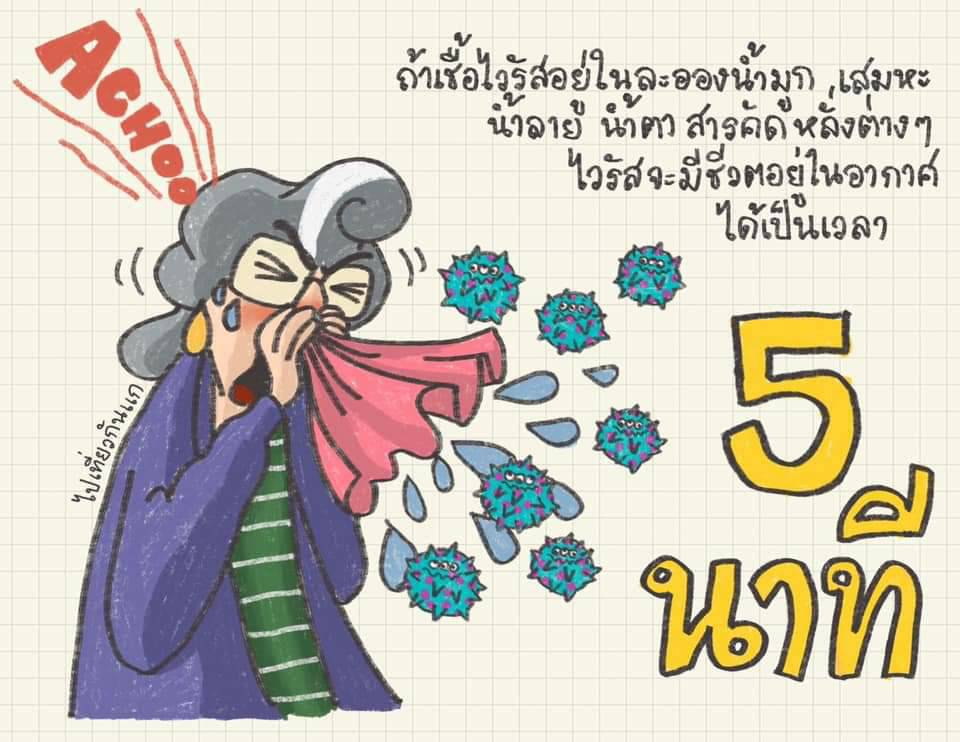 ACHOO
ถ้าเชื้อไวรัสอยู่ในละอองน้ำมูก เสมหะ
น้ำลาย น้ำตา สารคัดหลั่งต่างๆ
ไวรัสจะมีชีวตอยู่ในอากาศ
ได้เป็นเวลา
5
นาที
ไปเที่ยวกันแก